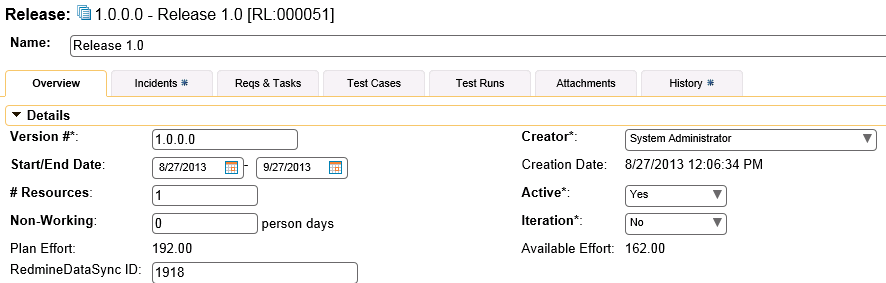 Release: 1.0.0.0 - Release 1.0 [RL:000051]
Name: Release 1.0
Overview Incidents * Reqs & Tasks Test Cases Test Runs Attachments History *
Details
Version #*: 1.0.0.0 Creator*: System Administrator
Start/End Date: 8/27/2013 - 9/27/2013 Creation Date: 8/27/2013 12:06:34 PM
# Resources: 1 Active*: Yes
Non-Working: 0 person days Iteration*: No
Plan Effort: 192.00 Available Effort: 162.00
RedmineDataSync ID: 1918